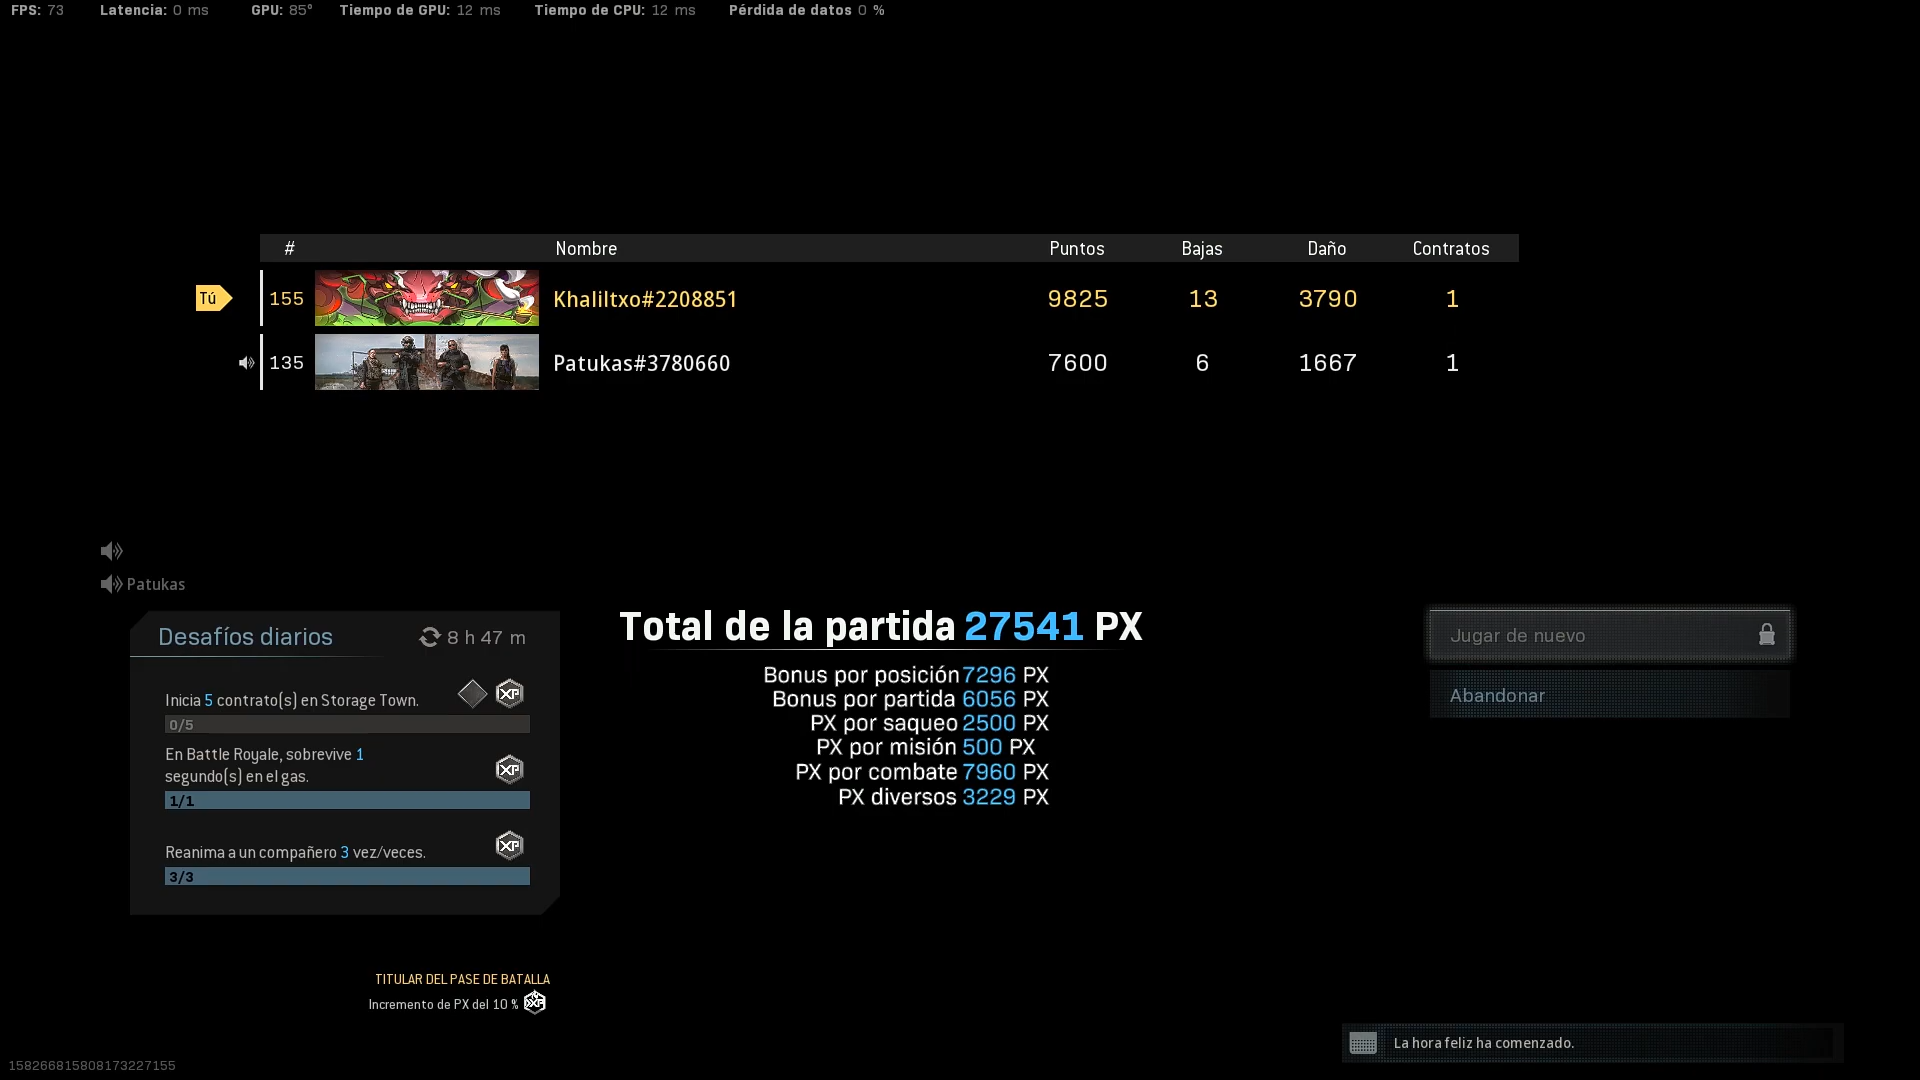 FPS: 73 Latencia: 0 ms GPU: 85° Tiempo de GPU: 12 ms Tiempo de CPU: 12 ms Pérdida de datos 0 %
# Nombre Puntos Bajas Daño Contratos
Tú 155 Khaliltxo#2208851 9825 13 3790 1
135 Patukas#3780660 7600 6 1667 1
Patukas
Desafíos diarios 8 h 47 m
Inicia 5 contrato(s) en Storage Town.
XP
0/5
En Battle Royale, sobrevive 1
segundo(s) en el gas.
XP
1/1
Reanima a un compañero 3 vez/veces.
XP
3/3
TITULAR DEL PASE DE BATALLA
Incremento de PX del 10 % XP
Total de la partida 27541 PX
Bonus por posición 7296 PX
Bonus por partida 6056 PX
PX por saqueo 2500 PX
PX por misión 500 PX
PX por combate 7960 PX
PX diversos 3229 PX
Jugar de nuevo
Abandonar
La hora feliz ha comenzado.
158266815808173227155